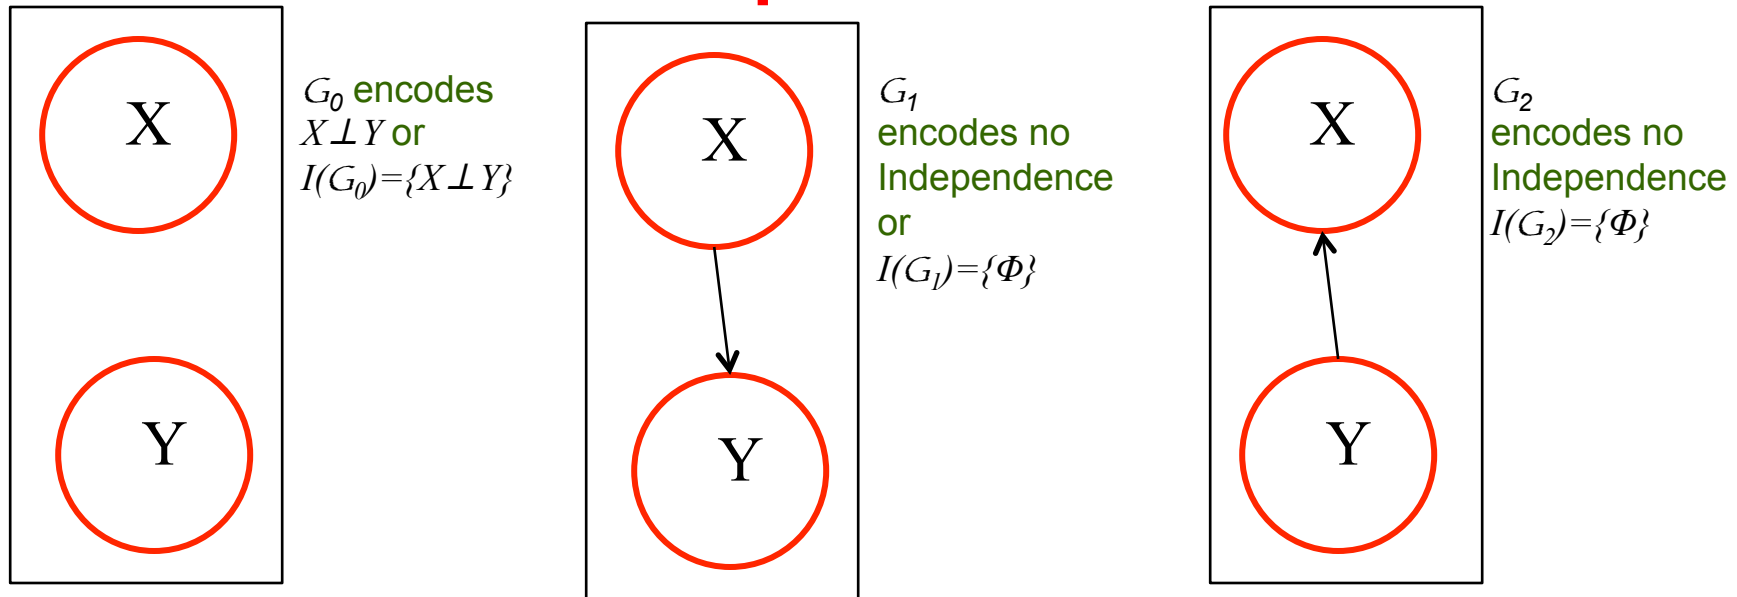 X
Y
G₀ encodes
X⊥Y or
I(G₀)={X⊥Y}
X
Y
G₁
encodes no
Independence
or
I(G₁)={Φ}
X
Y
G₂
encodes no
Independence
I(G₂)={Φ}